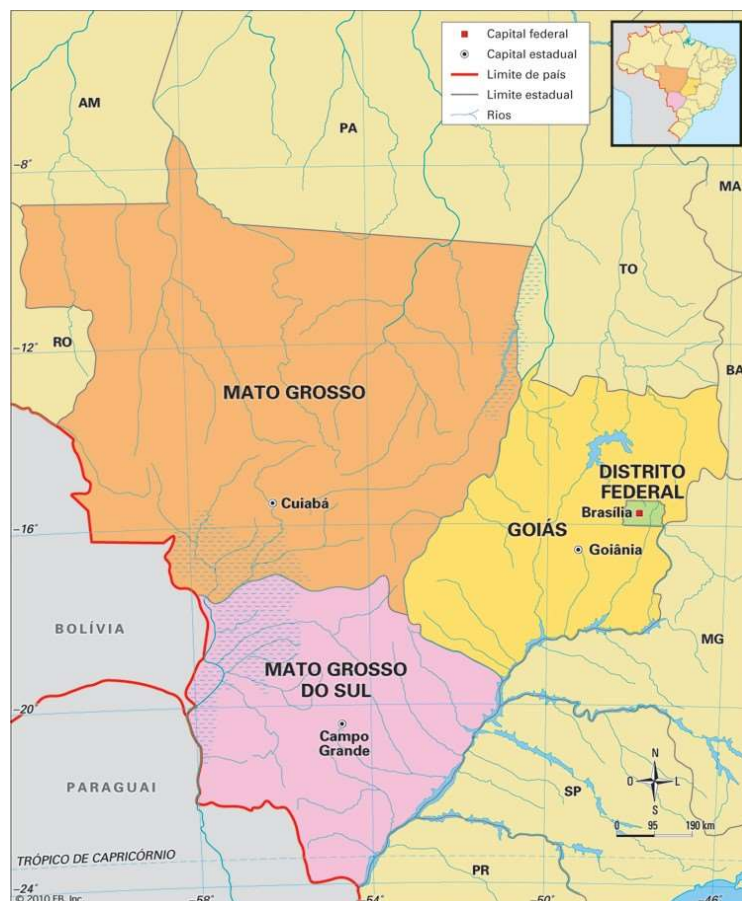 Capital federal
Capital estadual
Limite de país
Limite estadual
Rios
AM
PA
-8°
MA
TO
-12°
RO
BA
MATO GROSSO
DISTRITO
FEDERAL
Cuiabá
Brasília
-16°
GOIÁS
Goiânia
BOLÍVIA
MG
MATO GROSSO
DO SUL
-20°
Campo
Grande
N
O
L
S
PARAGUAI
SP
0 95 190 km
TRÓPICO DE CAPRICÓRNIO
PR
-24°
© 2010 EB, Inc.
-58°
-54°
-50°
-46°